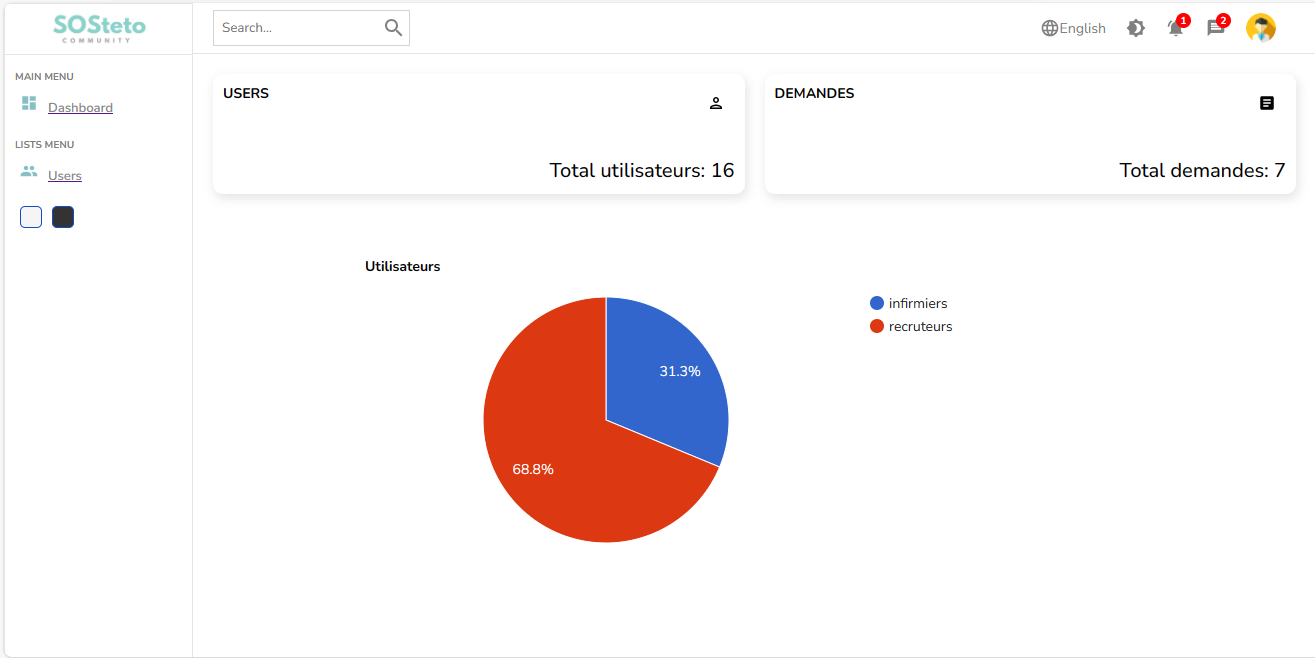 SOSteto
COMMUNITY
Search...
English
1
2
MAIN MENU
Dashboard
LISTS MENU
Users
USERS
Total utilisateurs: 16
DEMANDES
Total demandes: 7
Utilisateurs
infirmiers
recruteurs
31.3%
68.8%